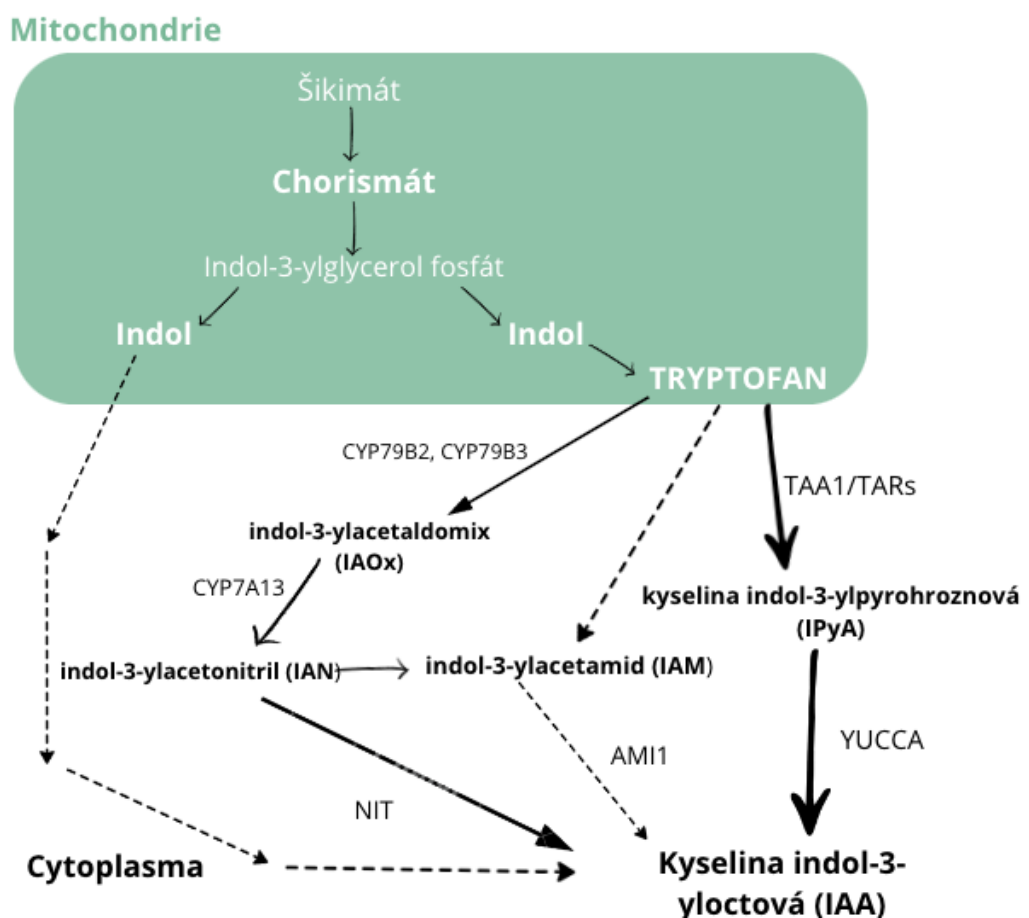 Mitochondrie
Šikimát
Chorismát
Indol-3-ylglycerol fosfát
Indol
Indol
TRYPTOFAN
CYP79B2, CYP79B3
TAA1/TARs
indol-3-ylacetaldomix
(IAOx)
CYP7A13
kyselina indol-3-ylpyrohroznová
(IPyA)
indol-3-ylacetonitril (IAN)
indol-3-ylacetamid (IAM)
YUCCA
AMI1
NIT
Cytoplasma
Kyselina indol-3-
yloctová (IAA)